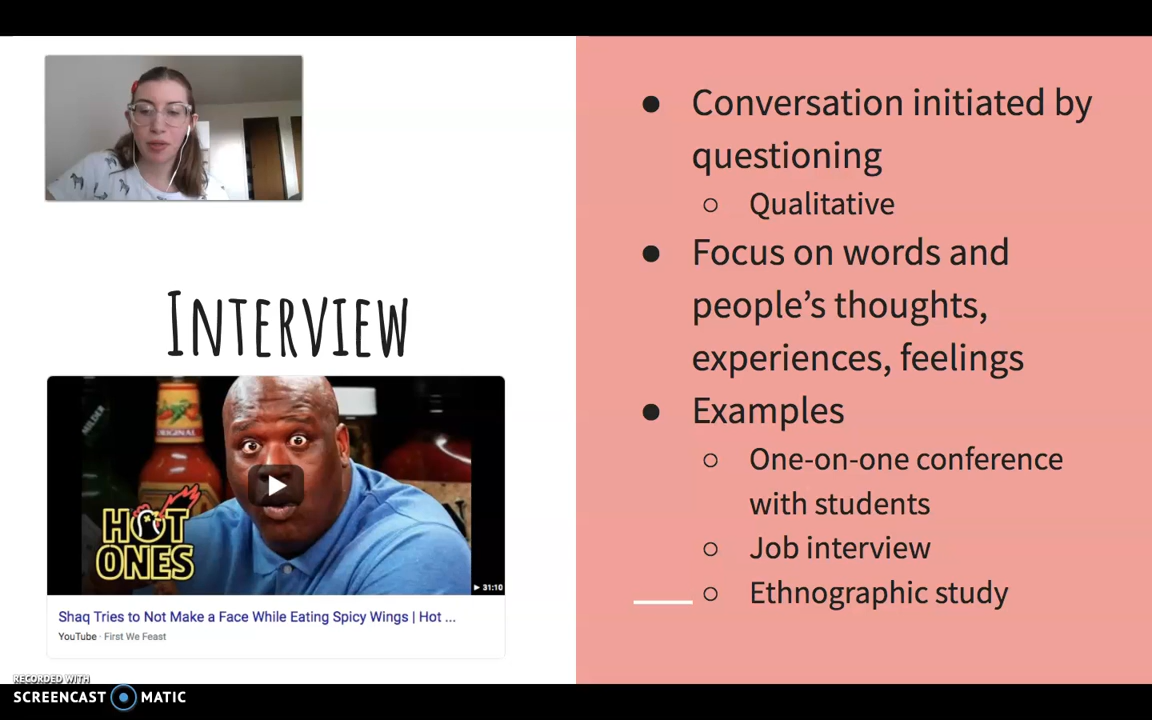 INTERVIEW
MILDER
ORIGINAL
HOT
ONES
31:10
Shaq Tries to Not Make a Face While Eating Spicy Wings | Hot ...
YouTube · First We Feast
● Conversation initiated by
questioning
○ Qualitative
● Focus on words and
people’s thoughts,
experiences, feelings
● Examples
○ One-on-one conference
with students
○ Job interview
○ Ethnographic study
RECORDED WITH
SCREENCAST MATIC